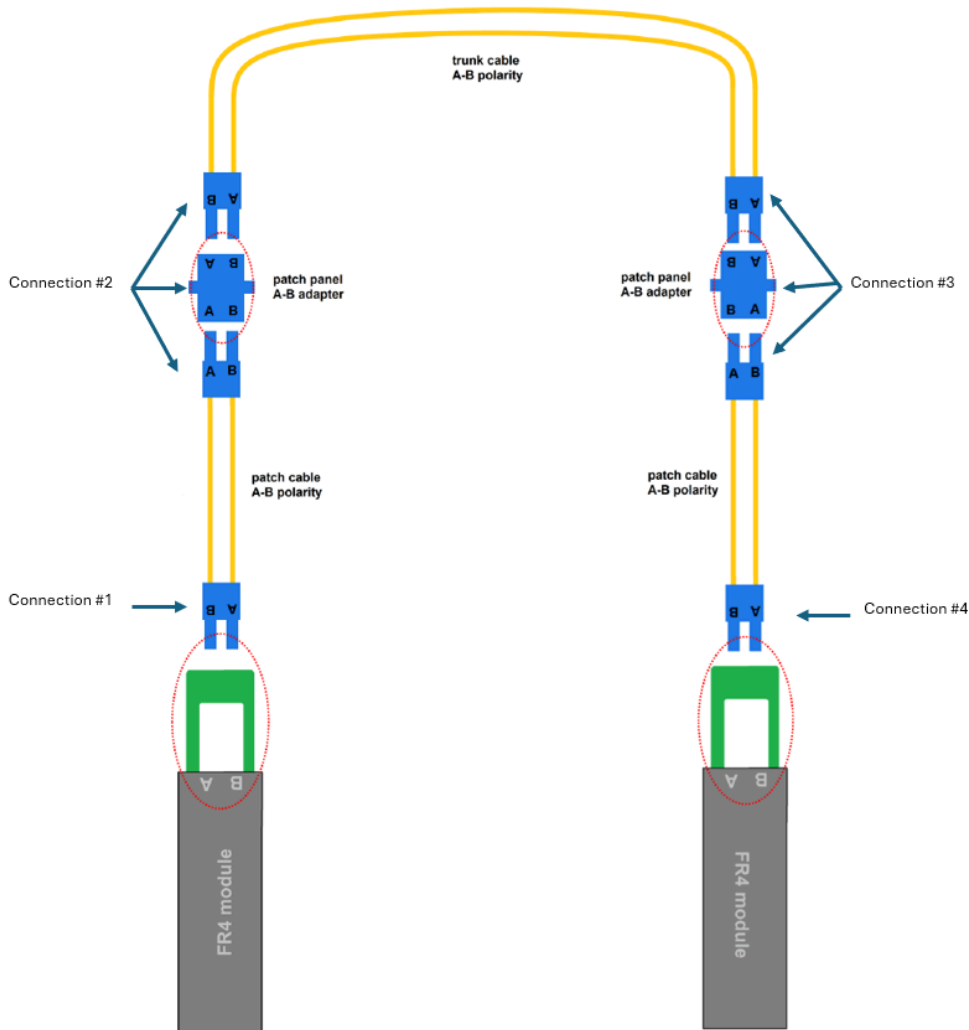 trunk cable
A-B polarity
B A
B A
Connection #2
A B
patch panel
A-B adapter
A B
patch panel
A-B adapter
B A
Connection #3
B A
A B
A B
patch cable
A-B polarity
patch cable
A-B polarity
Connection #1
B A
B A
Connection #4
A B
A B
FR4 module
FR4 module